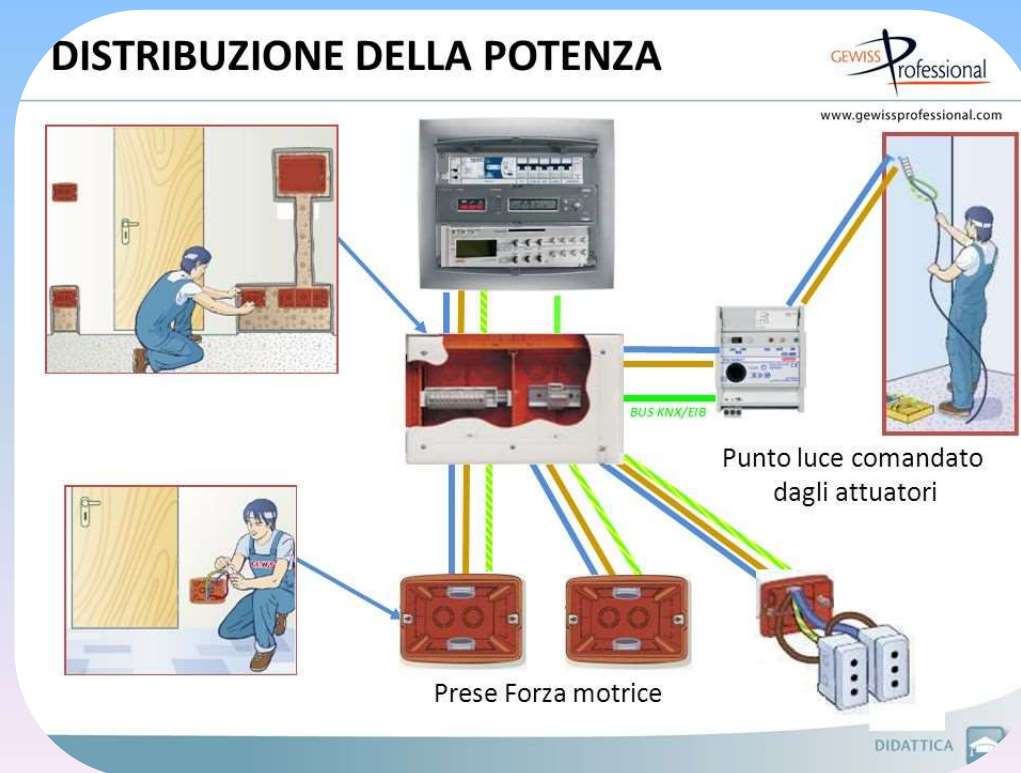 DISTRIBUZIONE DELLA POTENZA
GEWISS Professional
www.gewissprofessional.com
BUS KNX/EIB
Punto luce comandato
dagli attuatori
GEWISS
Prese Forza motrice
DIDATTICA